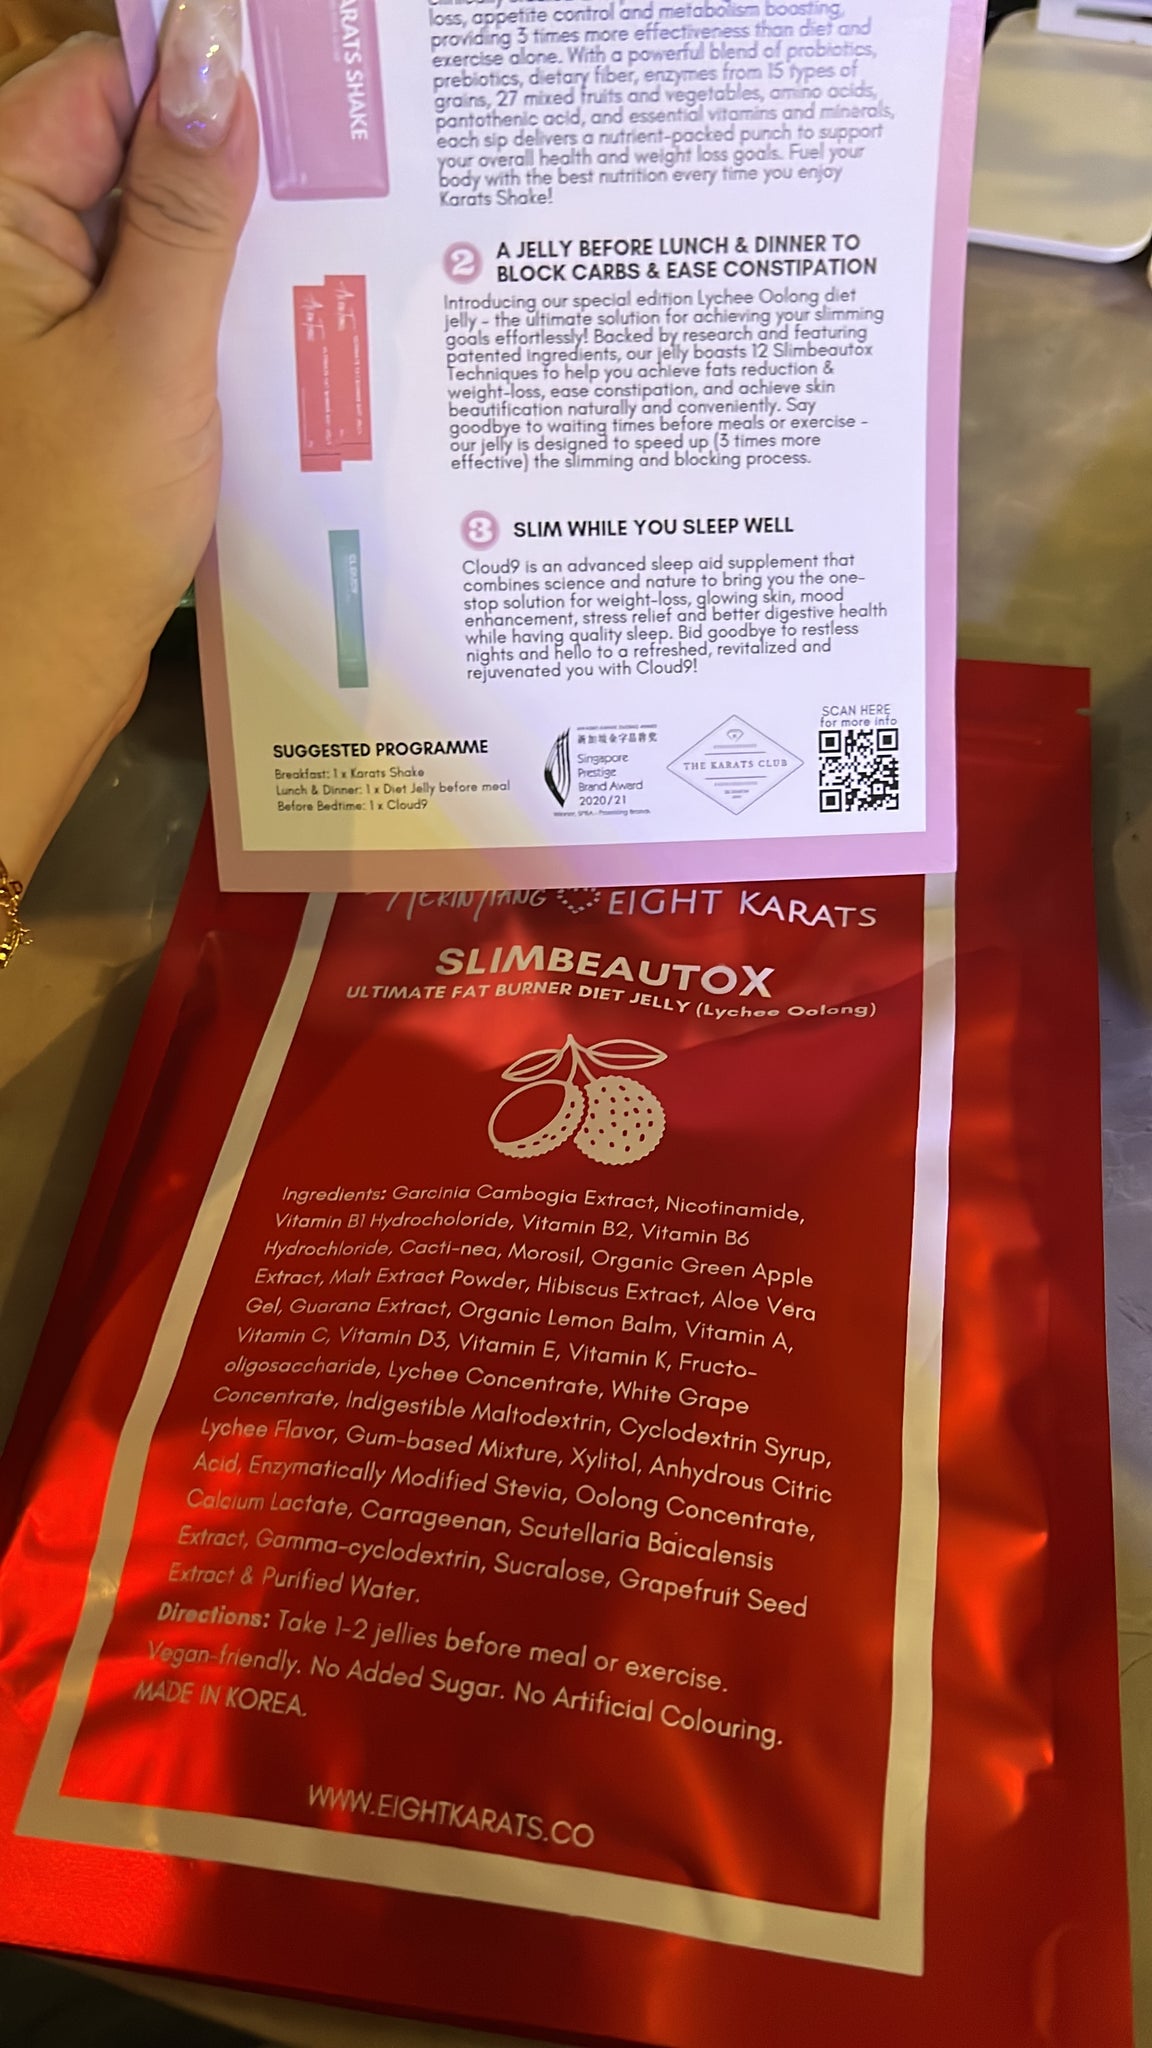 ARATS SHAKE
loss, appetite control and metabolism boosting,
providing 3 times more effectiveness than diet and
exercise alone. With a powerful blend of probiotics,
prebiotics, dietary fiber, enzymes from 15 types of
grains, 27 mixed fruits and vegetables, amino acids,
pantothenic acid, and essential vitamins and minerals,
each sip delivers a nutrient-packed punch to support
your overall health and weight loss goals. Fuel your
body with the best nutrition every time you enjoy
Karats Shake!
2
A JELLY BEFORE LUNCH & DINNER TO
BLOCK CARBS & EASE CONSTIPATION
Introducing our special edition Lychee Oolong diet
jelly - the ultimate solution for achieving your slimming
goals effortlessly! Backed by research and featuring
patented ingredients, our jelly boasts 12 Slimbeautox
Techniques to help you achieve fats reduction &
weight-loss, ease constipation, and achieve skin
beautification naturally and conveniently. Say
goodbye to waiting times before meals or exercise -
our jelly is designed to speed up (3 times more
effective) the slimming and blocking process.
3
SLIM WHILE YOU SLEEP WELL
Cloud9 is an advanced sleep aid supplement that
combines science and nature to bring you the one-
stop solution for weight-loss, glowing skin, mood
enhancement, stress relief and better digestive health
while having quality sleep. Bid goodbye to restless
nights and hello to a refreshed, revitalized and
rejuvenated you with Cloud9!
SUGGESTED PROGRAMME
Breakfast: 1 x Karats Shake
Lunch & Dinner: 1 x Diet Jelly before meal
Before Bedtime: 1 x Cloud9
新加坡金字品牌奖
Singapore
Prestige
Brand Award
2020/21
THE KARATS CLUB
SCAN HERE
for more info
EIGHT KARATS
SLIMBEAUTOX
ULTIMATE FAT BURNER DIET JELLY (Lychee Oolong)
Ingredients: Garcinia Cambogia Extract, Nicotinamide,
Vitamin B1 Hydrocholoride, Vitamin B2, Vitamin B6
Hydrochloride, Cacti-nea, Morosil, Organic Green Apple
Extract, Malt Extract Powder, Hibiscus Extract, Aloe Vera
Gel, Guarana Extract, Organic Lemon Balm, Vitamin A,
Vitamin C, Vitamin D3, Vitamin E, Vitamin K, Fructo-
oligosaccharide, Lychee Concentrate, White Grape
Concentrate, Indigestible Maltodextrin, Cyclodextrin Syrup,
Lychee Flavor, Gum-based Mixture, Xylitol, Anhydrous Citric
Acid, Enzymatically Modified Stevia, Oolong Concentrate,
Calcium Lactate, Carrageenan, Scutellaria Baicalensis
Extract, Gamma-cyclodextrin, Sucralose, Grapefruit Seed
Extract & Purified Water.
Directions: Take 1-2 jellies before meal or exercise.
Vegan-friendly. No Added Sugar. No Artificial Colouring.
MADE IN KOREA.
WWW.EIGHTKARATS.CO